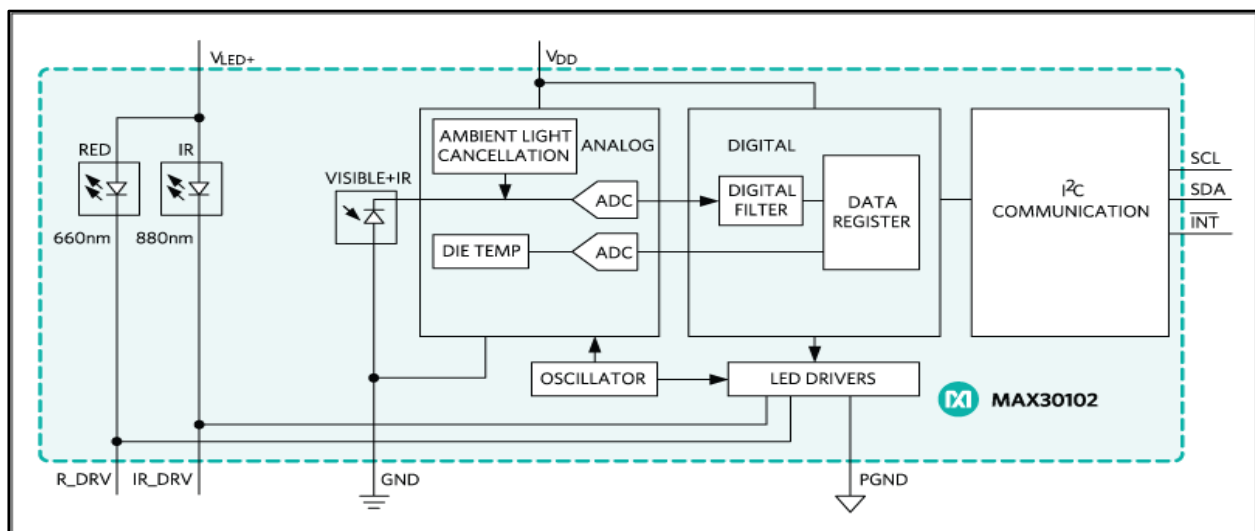 VLED+
VDD
RED
IR
660nm
880nm
VISIBLE+IR
AMBIENT LIGHT
CANCELLATION
ANALOG
ADC
DIE TEMP
ADC
DIGITAL
DIGITAL
FILTER
DATA
REGISTER
I²C
COMMUNICATION
SCL
SDA
INT
OSCILLATOR
LED DRIVERS
MAX30102
R_DRV
IR_DRV
GND
PGND